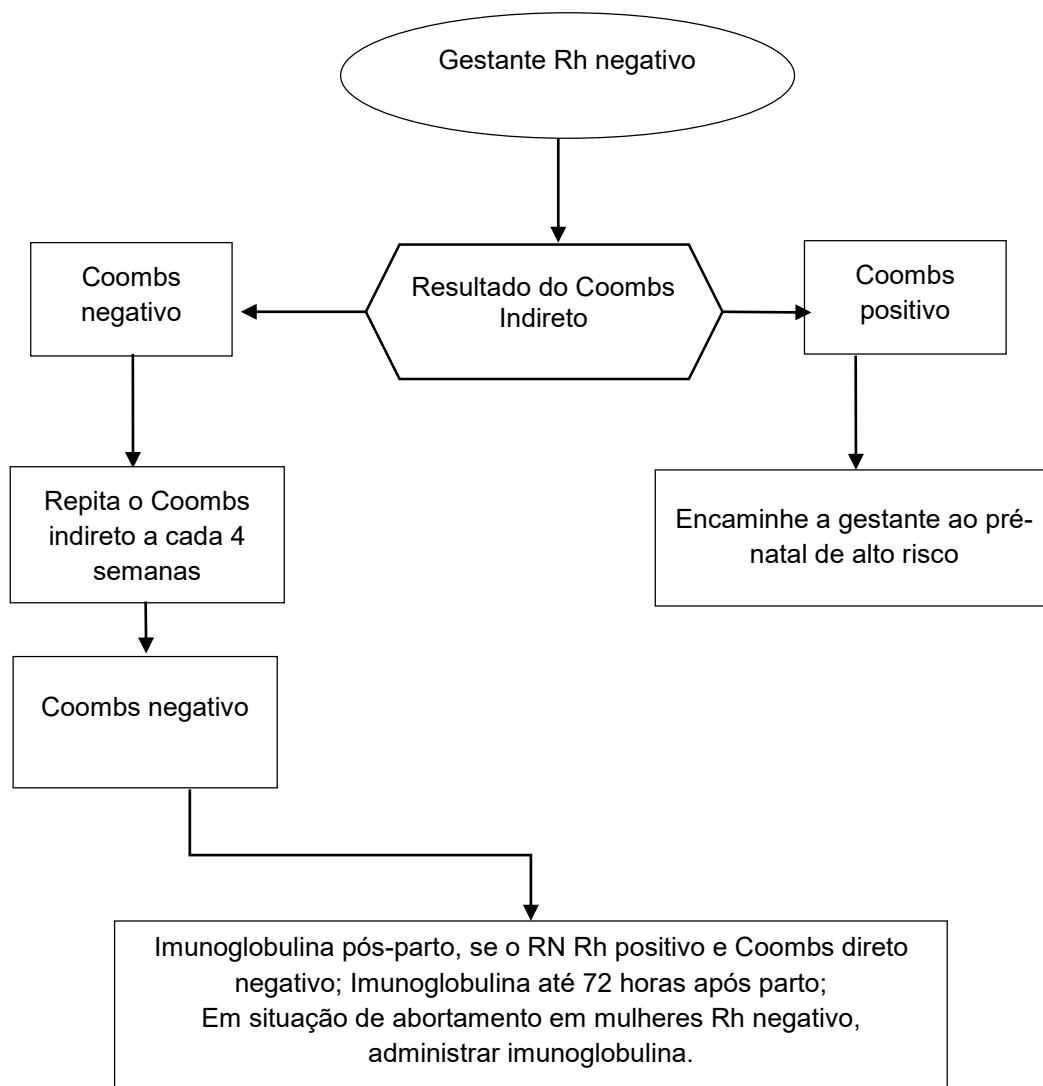 Gestante Rh negativo
Coombs
negativo
Resultado do Coombs
Indireto
Coombs
positivo
Repita o Coombs
indireto a cada 4
semanas
Encaminhe a gestante ao pré-
natal de alto risco
Coombs negativo
Imunoglobulina pós-parto, se o RN Rh positivo e Coombs direto
negativo; Imunoglobulina até 72 horas após parto;
Em situação de abortamento em mulheres Rh negativo,
administrar imunoglobulina.